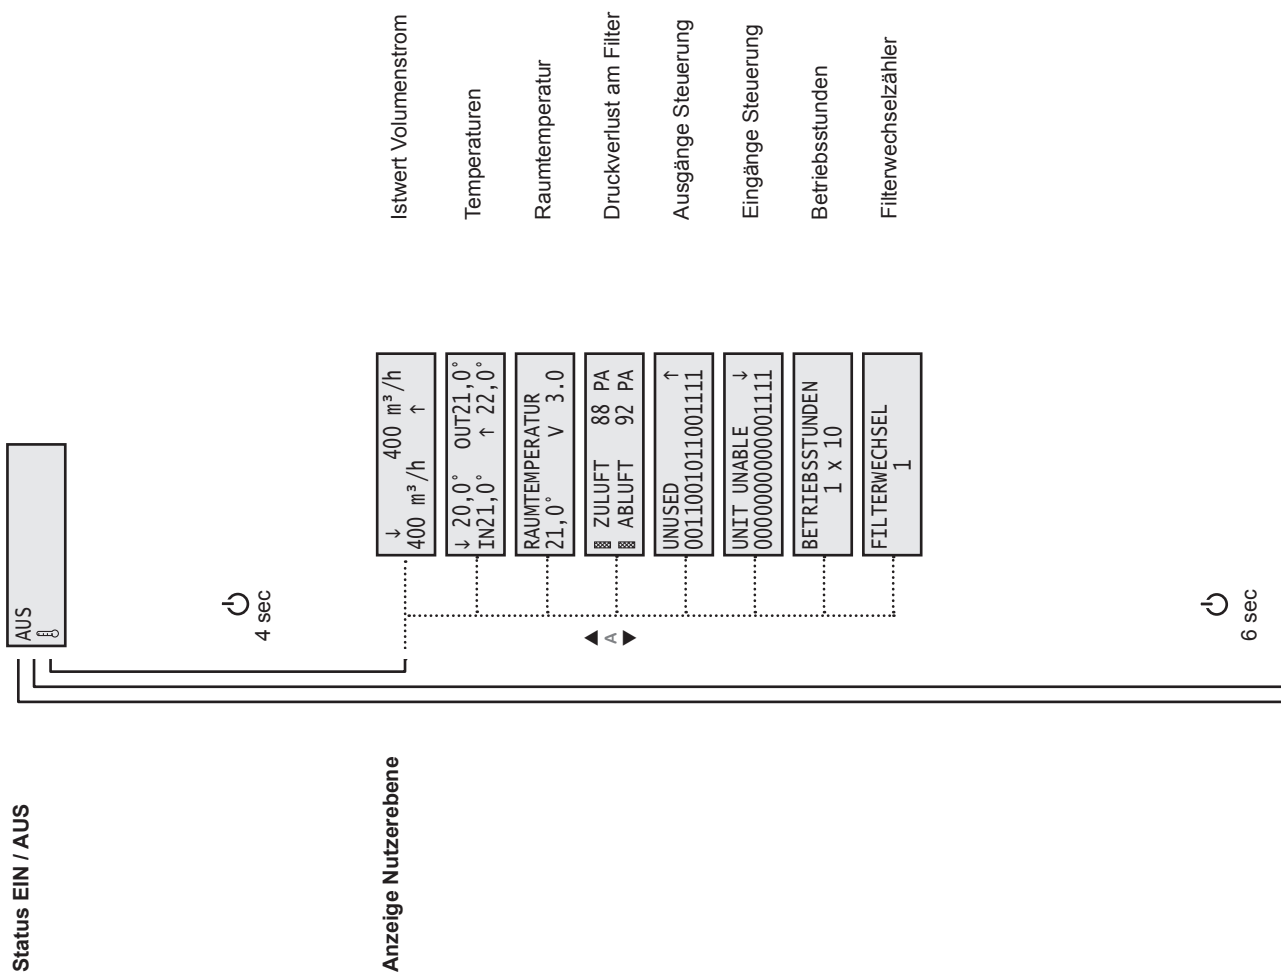 Status EIN / AUS
AUS
4 sec
Anzeige Nutzerebene
↓ 400 m³/h
400 m³/h ↑
Istwert Volumenstrom
↓ 20,0° OUT21,0°
IN21,0° ↑ 22,0°
Temperaturen
RAUMTEMPERATUR
21,0° V 3.0
Raumtemperatur
ZULUFT 88 PA
ABLUFT 92 PA
Druckverlust am Filter
A
UNUSED ↑
0011001011001111
Ausgänge Steuerung
UNIT UNABLE ↓
0000000000001111
Eingänge Steuerung
BETRIEBSSTUNDEN
1 x 10
Betriebsstunden
FILTERWECHSEL
1
Filterwechselzähler
6 sec